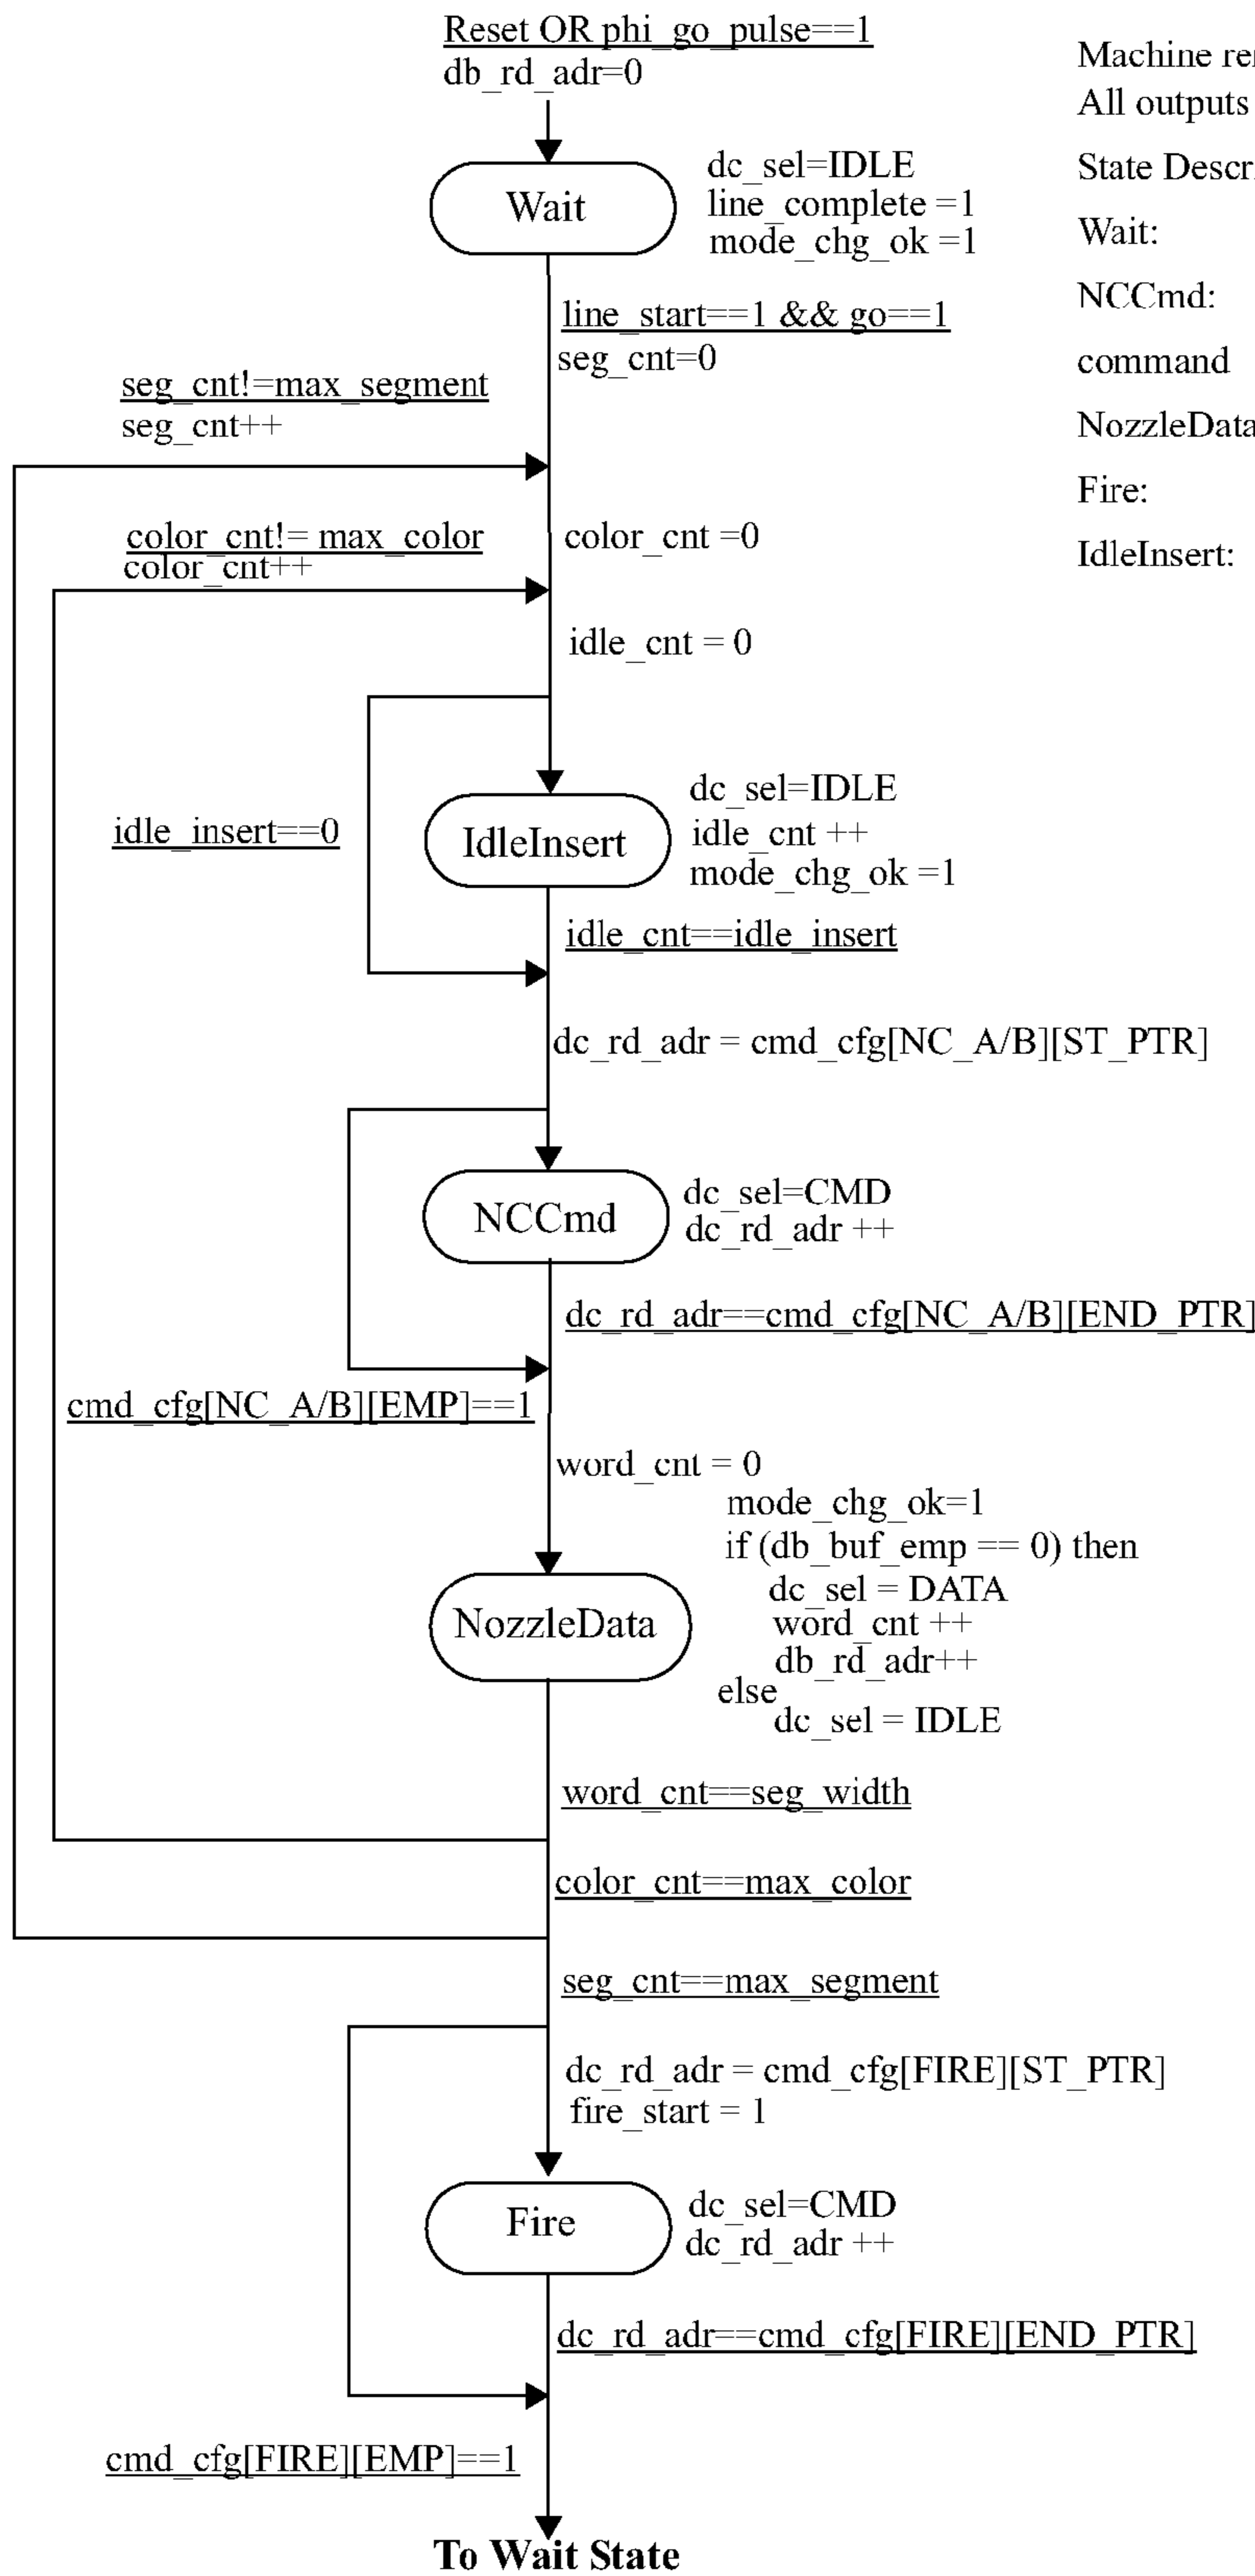 Reset OR phi_go_pulse==1
db_rd_adr=0
Wait
dc_sel=IDLE
line_complete =1
mode_chg_ok =1
line_start==1 && go==1
seg_cnt=0
seg_cnt!=max_segment
seg_cnt++
color_cnt!= max_color
color_cnt++
color_cnt =0
idle_cnt = 0
idle_insert==0
IdleInsert
dc_sel=IDLE
idle_cnt ++
mode_chg_ok =1
idle_cnt==idle_insert
dc_rd_adr = cmd_cfg[NC_A/B][ST_PTR]
NCCmd
dc_sel=CMD
dc_rd_adr ++
dc_rd_adr==cmd_cfg[NC_A/B][END_PTR]
cmd_cfg[NC_A/B][EMP]==1
word_cnt = 0
NozzleData
mode_chg_ok=1
if (db_buf_emp == 0) then
dc_sel = DATA
word_cnt ++
db_rd_adr++
else
dc_sel = IDLE
word_cnt==seg_width
color_cnt==max_color
seg_cnt==max_segment
dc_rd_adr = cmd_cfg[FIRE][ST_PTR]
fire_start = 1
Fire
dc_sel=CMD
dc_rd_adr ++
dc_rd_adr==cmd_cfg[FIRE][END_PTR]
cmd_cfg[FIRE][EMP]==1
To Wait State
Machine
All outputs
State
Wait:
NCCmd:
command
NozzleData
Fire:
IdleInsert: